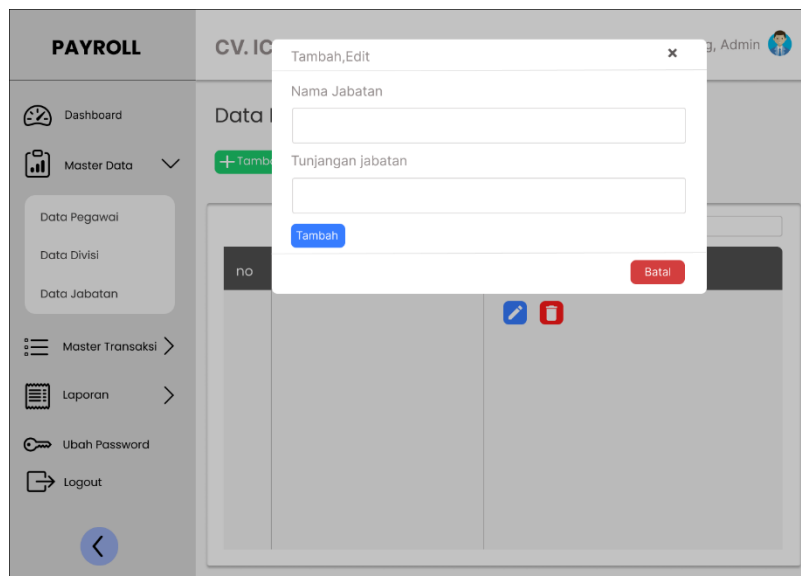 PAYROLL
CV. IC
g, Admin
Tambah,Edit
×
Nama Jabatan
Tunjangan jabatan
Tambah
Batal
Dashboard
Master Data
Data Pegawai
Data Divisi
Data Jabatan
Master Transaksi
Laporan
Ubah Password
Logout
Data
+Tamb
no